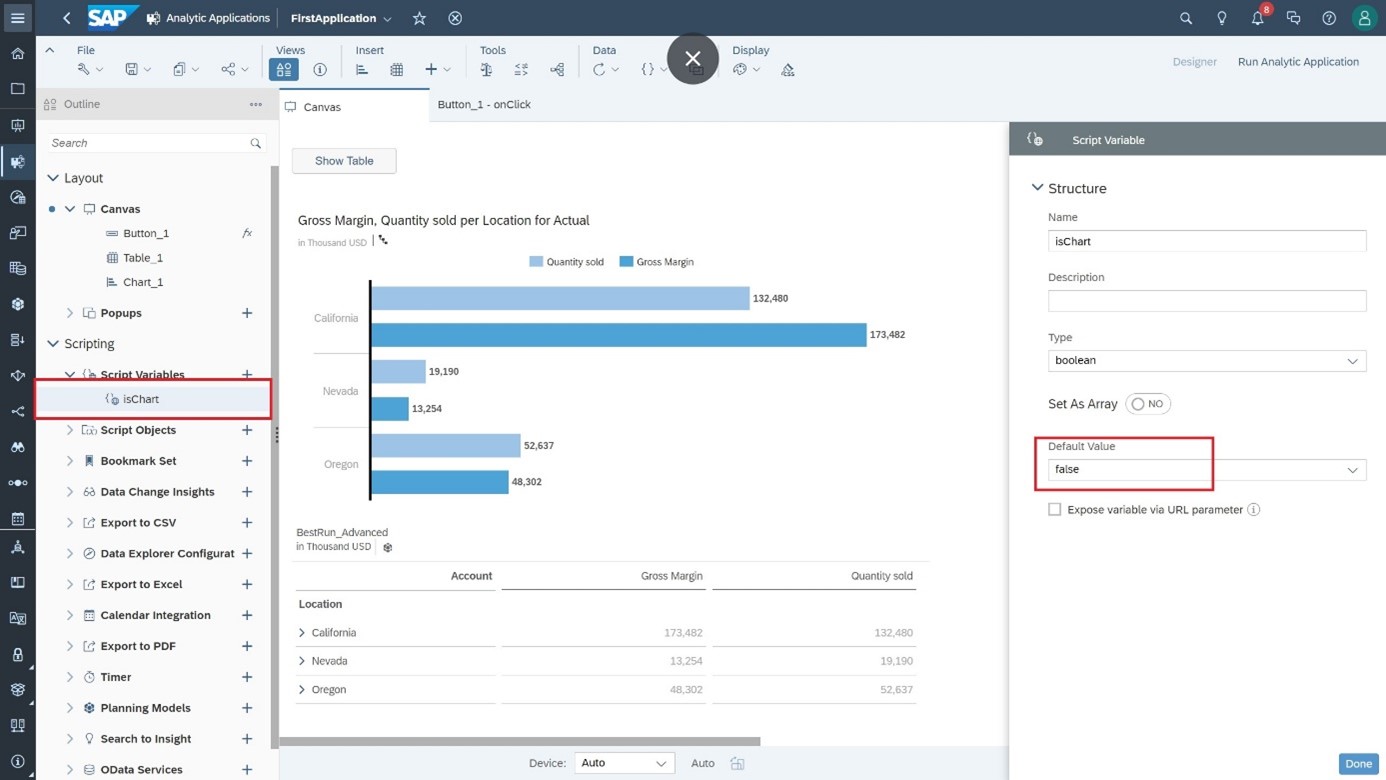 SAP Analytic Applications FirstApplication 8
File Views Insert Tools Data Display
Designer Run Analytic Application
Outline
Canvas
Button_1 - onClick
Search
Layout
Canvas
Button_1
Table_1
Chart_1
Popups
Scripting
Script Variables
isChart
Script Objects
Bookmark Set
Data Change Insights
Export to CSV
Data Explorer Configurat
Export to Excel
Calendar Integration
Export to PDF
Timer
Planning Models
Search to Insight
OData Services
Show Table
Gross Margin, Quantity sold per Location for Actual
in Thousand USD
Quantity sold Gross Margin
California 132,480
173,482
Nevada 19,190
13,254
Oregon 52,637
48,302
BestRun_Advanced
in Thousand USD
Account Gross Margin Quantity sold
Location
California 173,482 132,480
Nevada 13,254 19,190
Oregon 48,302 52,637
Device: Auto Auto
Script Variable
Structure
Name
isChart
Description
Type
boolean
Set As Array NO
Default Value
false
Expose variable via URL parameter
Done